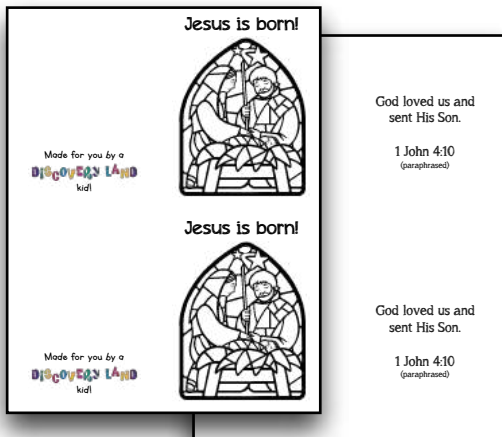 Jesus is born!
Made for you by a
DISCOVERY LAND
kid!
Jesus is born!
Made for you by a
DISCOVERY LAND
kid!
God loved us and
sent His Son.
1 John 4:10
(paraphrased)
God loved us and
sent His Son.
1 John 4:10
(paraphrased)